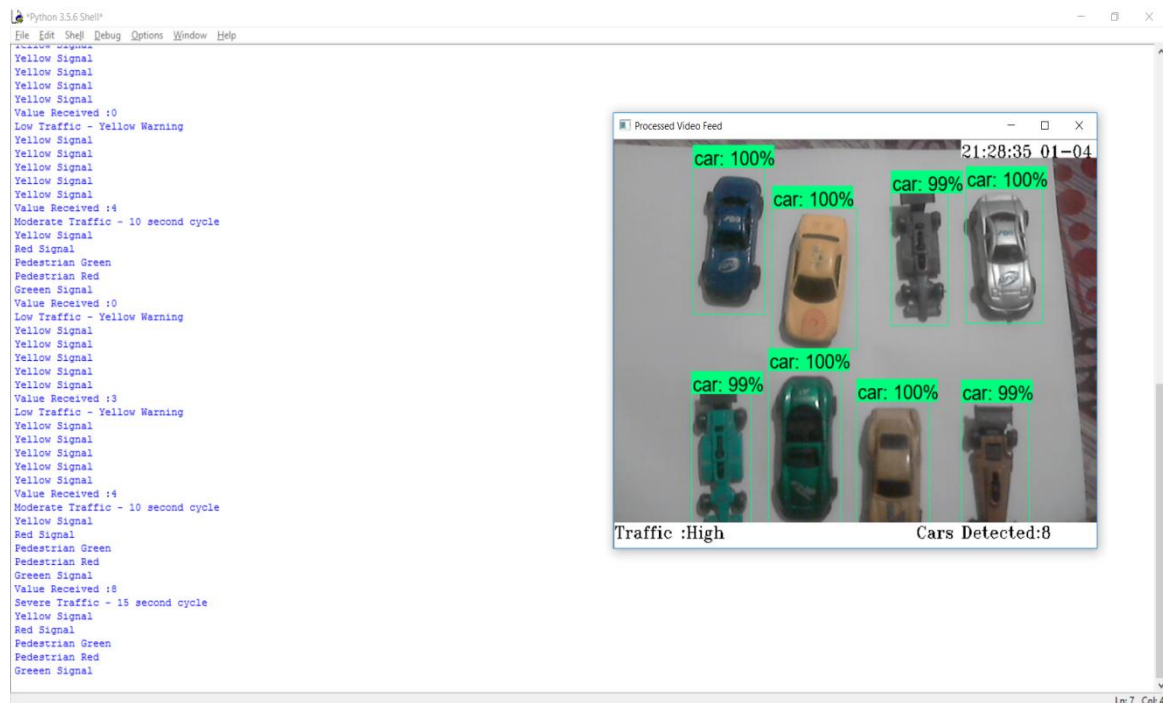 *Python 3.5.6 Shell*
File Edit Shell Debug Options Window Help
Yellow Signal
Yellow Signal
Yellow Signal
Yellow Signal
Yellow Signal
Value Received :0
Low Traffic - Yellow Warning
Yellow Signal
Yellow Signal
Yellow Signal
Yellow Signal
Yellow Signal
Value Received :4
Moderate Traffic - 10 second cycle
Yellow Signal
Red Signal
Pedestrian Green
Pedestrian Red
Greeen Signal
Value Received :0
Low Traffic - Yellow Warning
Yellow Signal
Yellow Signal
Yellow Signal
Yellow Signal
Yellow Signal
Value Received :3
Low Traffic - Yellow Warning
Yellow Signal
Yellow Signal
Yellow Signal
Yellow Signal
Yellow Signal
Value Received :4
Moderate Traffic - 10 second cycle
Yellow Signal
Red Signal
Pedestrian Green
Pedestrian Red
Greeen Signal
Value Received :8
Severe Traffic - 15 second cycle
Yellow Signal
Red Signal
Pedestrian Green
Pedestrian Red
Greeen Signal
Processed Video Feed
21:28:35 01-04
car: 100%
car: 100%
car: 99%
car: 100%
car: 99%
car: 100%
car: 100%
car: 99%
Traffic :High
Cars Detected:8
Ln: 7 Col: 4